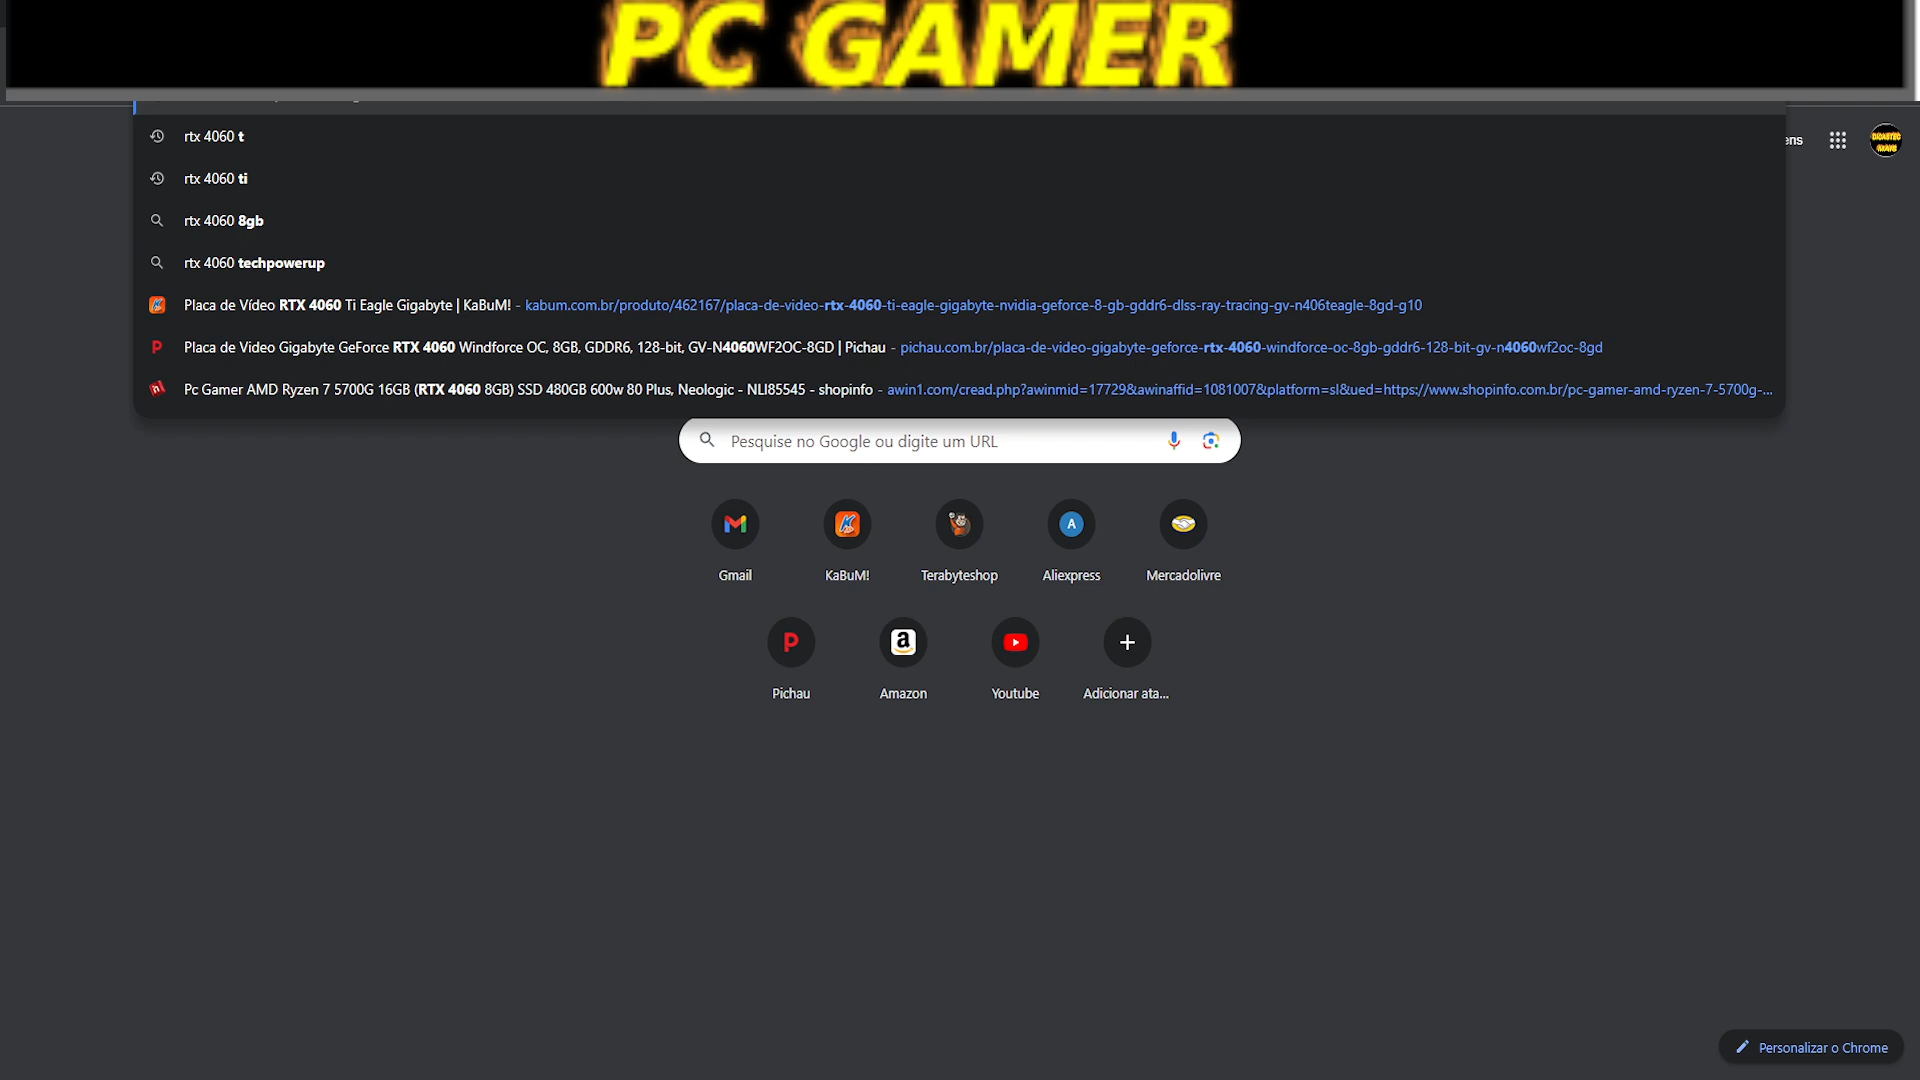 PC GAMER
rtx 4060 t
ens
rtx 4060 ti
rtx 4060 8gb
rtx 4060 techpowerup
Placa de Vídeo RTX 4060 Ti Eagle Gigabyte | KaBuM! - kabum.com.br/produto/462167/placa-de-video-rtx-4060-ti-eagle-gigabyte-nvidia-geforce-8-gb-gddr6-dlss-ray-tracing-gv-n406teagle-8gd-g10
Placa de Video Gigabyte GeForce RTX 4060 Windforce OC, 8GB, GDDR6, 128-bit, GV-N4060WF2OC-8GD | Pichau - pichau.com.br/placa-de-video-gigabyte-geforce-rtx-4060-windforce-oc-8gb-gddr6-128-bit-gv-n4060wf2oc-8gd
Pc Gamer AMD Ryzen 7 5700G 16GB (RTX 4060 8GB) SSD 480GB 600w 80 Plus, Neologic - NLI85545 - shopinfo - awin1.com/cread.php?awinmid=17729&awinaffid=1081007&platform=sl&ued=https://www.shopinfo.com.br/pc-gamer-amd-ryzen-7-5700g-...
Pesquise no Google ou digite um URL
Gmail KaBuM! Terabyteshop Aliexpress Mercadolivre
Pichau Amazon Youtube Adicionar ata...
Personalizar o Chrome